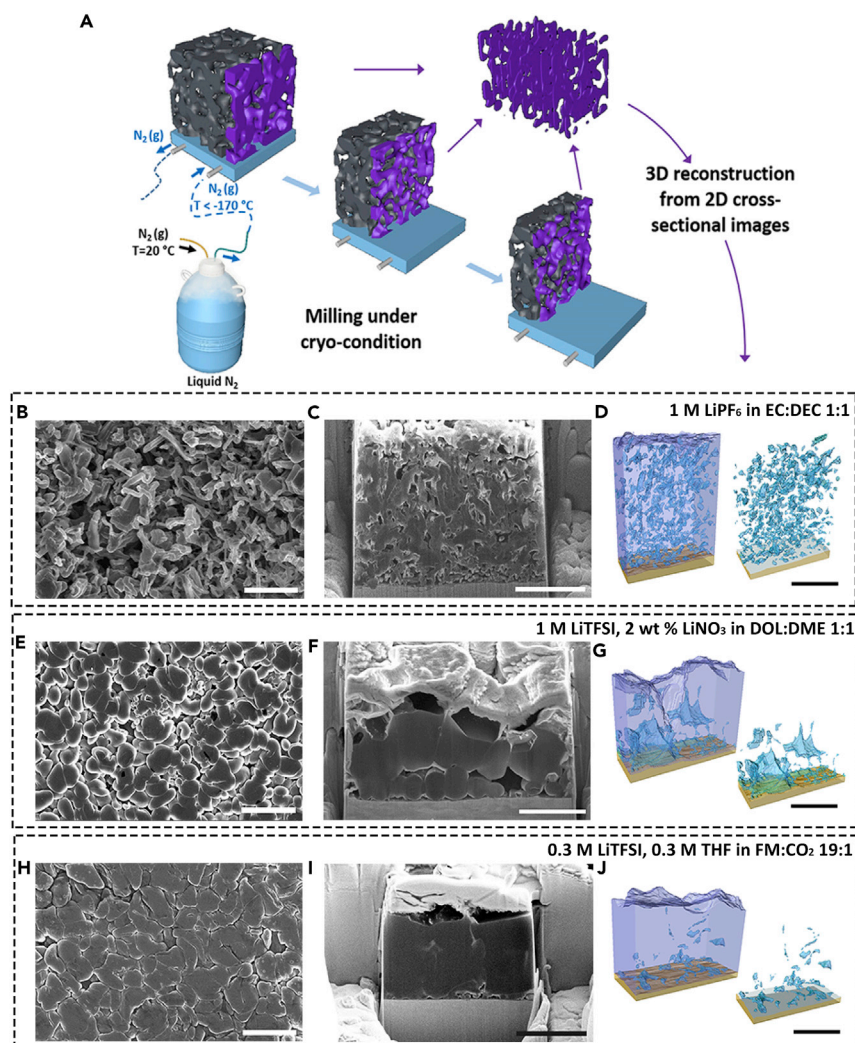 A
N₂ (g)
N₂ (g)
T < -170 °C
N₂ (g)
T=20 °C
Liquid N₂
Milling under
cryo-condition
3D reconstruction
from 2D cross-
sectional images
B
C
D
1 M LiPF₆ in EC:DEC 1:1
E
F
G
1 M LiTFSI, 2 wt % LiNO₃ in DOL:DME 1:1
H
I
J
0.3 M LiTFSI, 0.3 M THF in FM:CO₂ 19:1